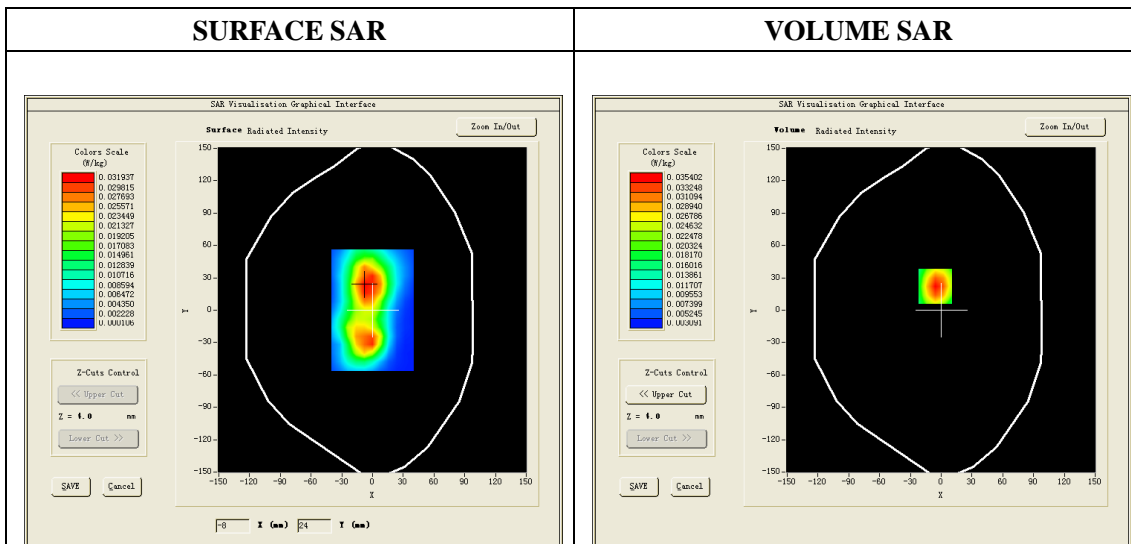 SURFACE SAR
VOLUME SAR
SAR Visualisation Graphical Interface
Surface Radiated Intensity
Zoom In/Out
Colors Scale
(W/kg)
0.031937
0.029815
0.027693
0.025571
0.023449
0.021327
0.019205
0.017083
0.014961
0.012839
0.010716
0.008594
0.006472
0.004350
0.002228
0.000106
150
120
90
60
30
0
-30
-60
-90
-120
-150
Y
-150 -120 -90 -60 -30 0 30 60 90 120 150
X
Z-Cuts Control
<< Upper Cut
Z = 4.0 mm
Lower Cut >>
SAVE Cancel
-8 X (mm) 24 Y (mm)
SAR Visualisation Graphical Interface
Volume Radiated Intensity
Zoom In/Out
Colors Scale
(W/kg)
0.035402
0.033248
0.031094
0.028940
0.026786
0.024632
0.022478
0.020324
0.018170
0.016016
0.013861
0.011707
0.009553
0.007399
0.005245
0.003091
150
120
90
60
30
0
-30
-60
-90
-120
-150
Y
-150 -120 -90 -60 -30 0 30 60 90 120 150
X
Z-Cuts Control
<< Upper Cut
Z = 4.0 mm
Lower Cut >>
SAVE Cancel